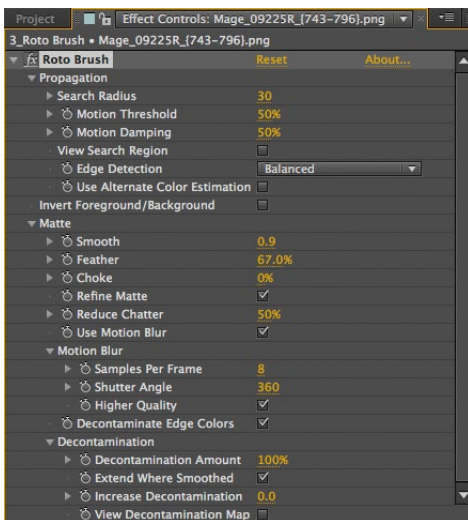 Project Effect Controls: Mage_09225R_{743-796}.png
3_Roto Brush • Mage_09225R_{743-796}.png
fx Roto Brush Reset About...
Propagation
Search Radius 30
Motion Threshold 50%
Motion Damping 50%
View Search Region
Edge Detection Balanced
Use Alternate Color Estimation
Invert Foreground/Background
Matte
Smooth 0.9
Feather 67.0%
Choke 0%
Refine Matte
Reduce Chatter 50%
Use Motion Blur
Motion Blur
Samples Per Frame 8
Shutter Angle 360
Higher Quality
Decontaminate Edge Colors
Decontamination
Decontamination Amount 100%
Extend Where Smoothed
Increase Decontamination 0.0
View Decontamination Map